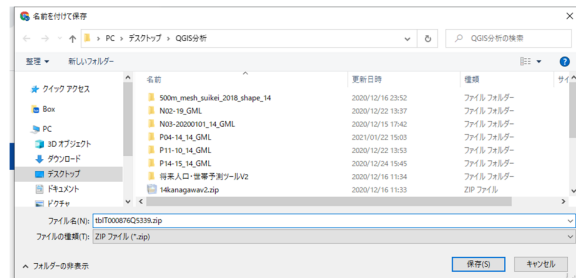 名前を付けて保存
PC › デスクトップ › QGIS分析
QGIS分析の検索
整理 新しいフォルダー
名前 更新日時 種類 サイ
クイック アクセス
Box
PC
3D オブジェクト
ダウンロード
デスクトップ
ドキュメント
ピクチャ
500m_mesh_suikei_2018_shape_14 2020/12/16 23:52 ファイル フォルダー
N02-19_GML 2020/12/22 13:37 ファイル フォルダー
N03-20200101_14_GML 2020/12/15 17:42 ファイル フォルダー
P04-14_14_GML 2021/01/22 15:03 ファイル フォルダー
P11-10_14_GML 2020/12/22 13:53 ファイル フォルダー
P14-15_14_GML 2020/12/24 15:45 ファイル フォルダー
将来人口・世帯予測ツールV2 2020/12/16 11:34 ファイル フォルダー
14kanagawav2.zip 2020/12/16 11:33 ZIP ファイル
ファイル名(N): tblT000876Q5339.zip
ファイルの種類(T): ZIP ファイル (*.zip)
フォルダーの非表示 保存(S) キャンセル